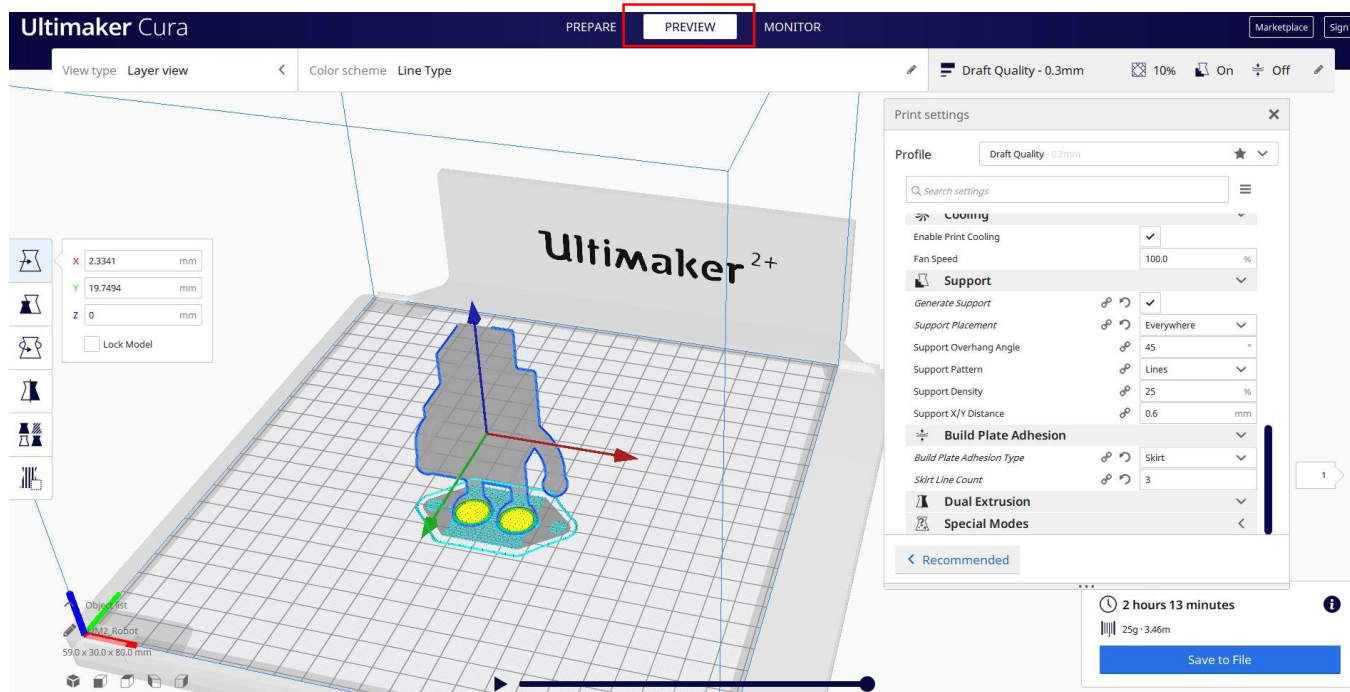 Ultimaker Cura
PREPARE
PREVIEW
MONITOR
Marketplace
Sign
View type Layer view
Color scheme Line Type
Draft Quality - 0.3mm
10%
On
Off
Print settings
Profile
Draft Quality - 0.2mm
Search settings
Cooling
Enable Print Cooling
Fan Speed 100.0 %
Support
Generate Support
Support Placement Everywhere
Support Overhang Angle 45 °
Support Pattern Lines
Support Density 25 %
Support X/Y Distance 0.6 mm
Build Plate Adhesion
Build Plate Adhesion Type Skirt
Skirt Line Count 3
Dual Extrusion
Special Modes
Recommended
X 2.3341 mm
Y 19.7494 mm
Z 0 mm
Lock Model
Ultimaker 2+
1
Object list
UM2_Robot
59.0 x 30.0 x 80.0 mm
2 hours 13 minutes
25g · 3.46m
Save to File